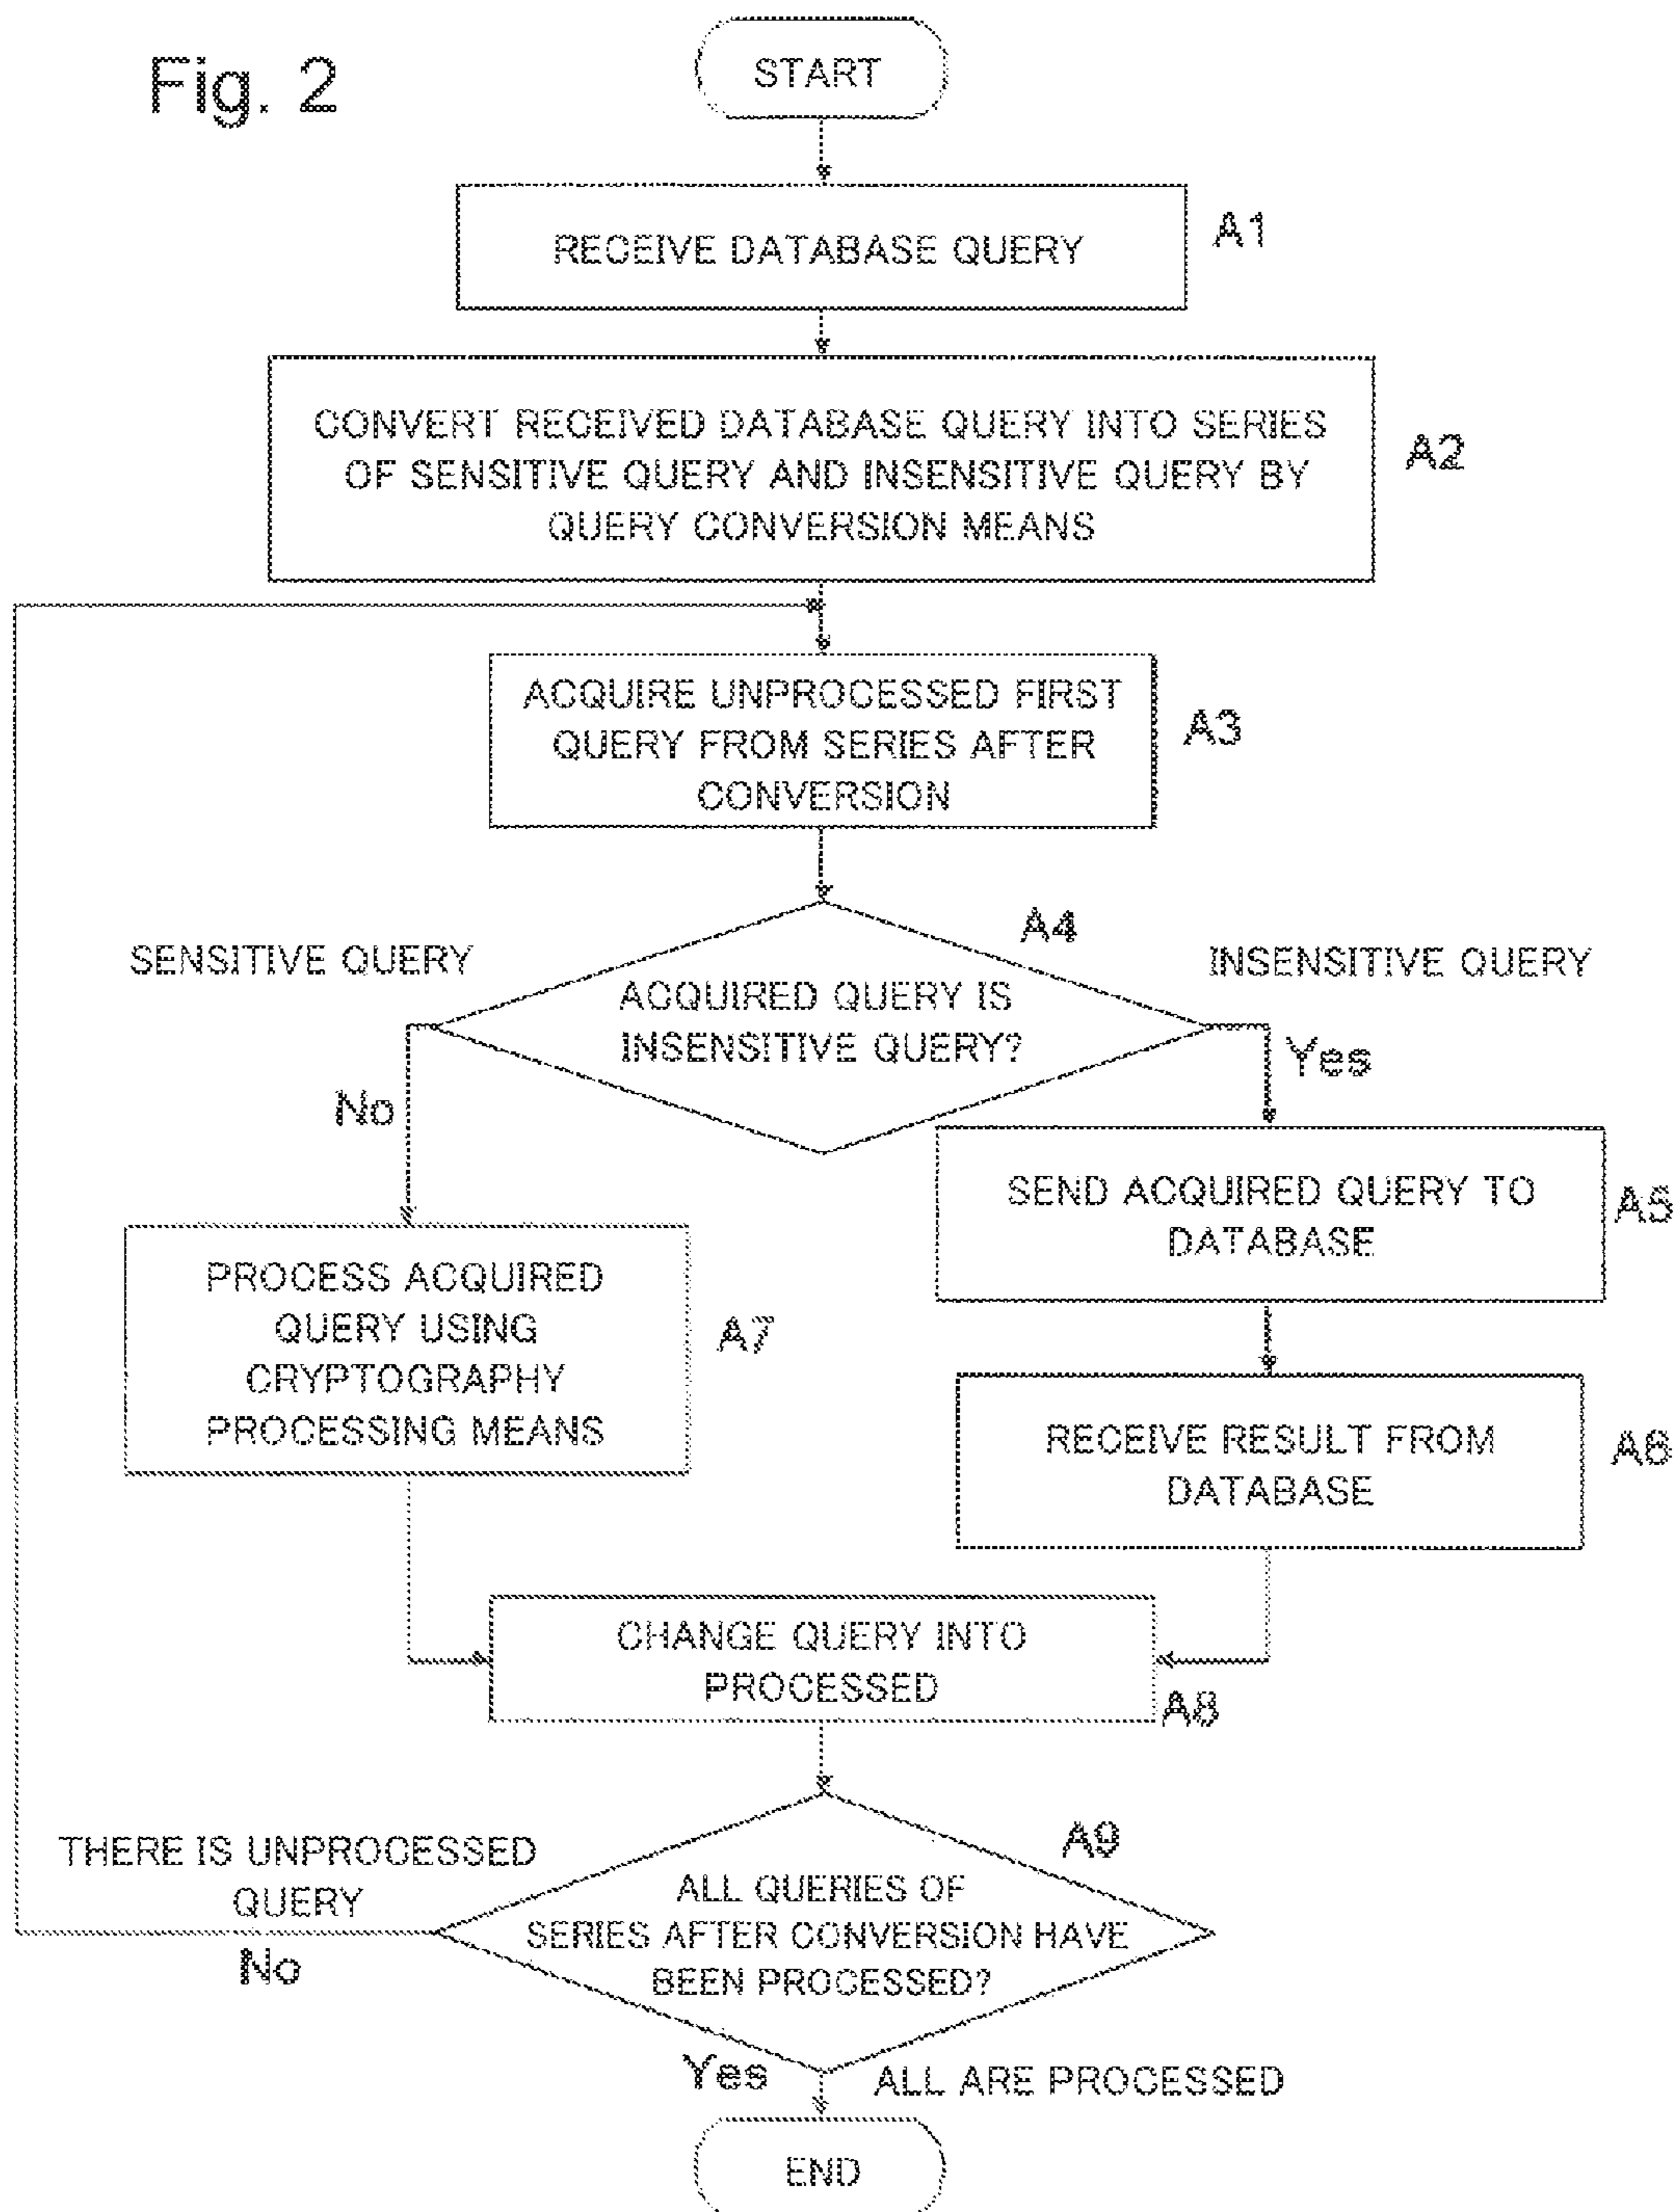 Fig. 2
START
RECEIVE DATABASE QUERY
A1
CONVERT RECEIVED DATABASE QUERY INTO SERIES
OF SENSITIVE QUERY AND INSENSITIVE QUERY BY
QUERY CONVERSION MEANS
A2
ACQUIRE UNPROCESSED FIRST
QUERY FROM SERIES AFTER
CONVERSION
A3
A4
SENSITIVE QUERY
INSENSITIVE QUERY
ACQUIRED QUERY IS
INSENSITIVE QUERY?
No
Yes
SEND ACQUIRED QUERY TO
DATABASE
A5
PROCESS ACQUIRED
QUERY USING
CRYPTOGRAPHY
PROCESSING MEANS
A7
RECEIVE RESULT FROM
DATABASE
A6
CHANGE QUERY INTO
PROCESSED
A8
A9
THERE IS UNPROCESSED
QUERY
No
ALL QUERIES OF
SERIES AFTER CONVERSION HAVE
BEEN PROCESSED?
Yes
ALL ARE PROCESSED
END